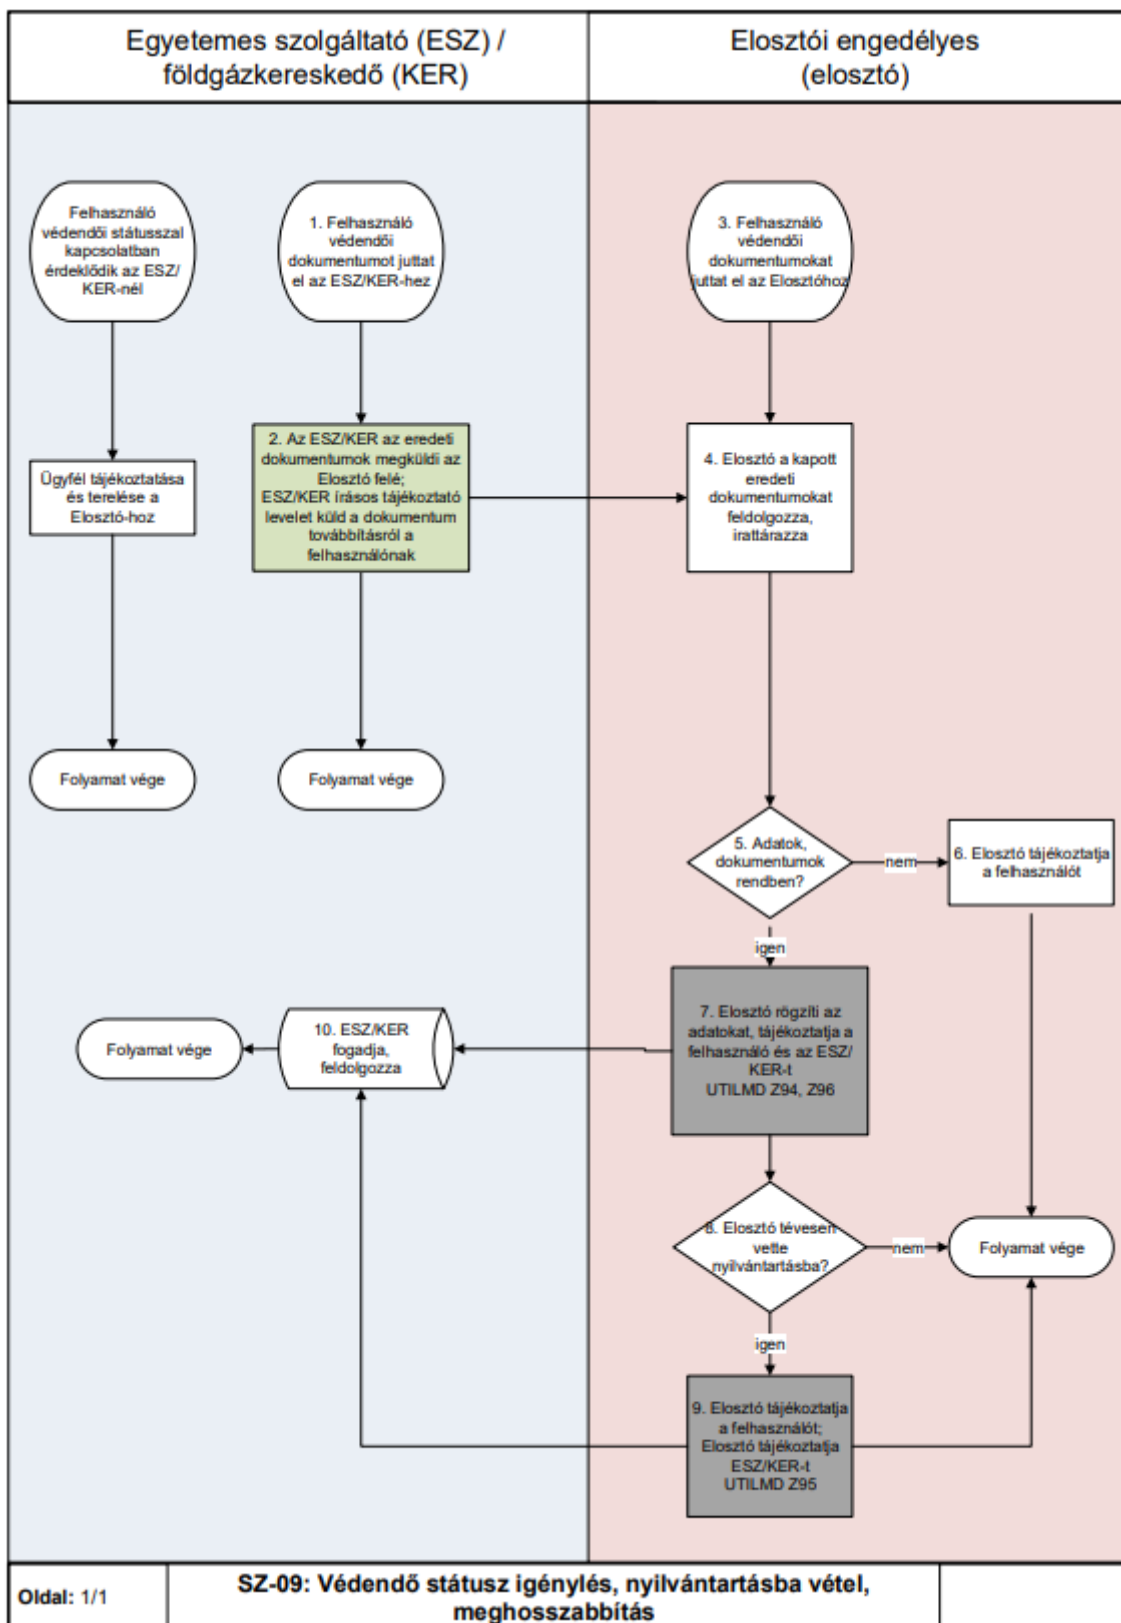 Egyetemes szolgáltató (ESZ) /
földgázkereskedő (KER)
Elosztói engedélyes
(elosztó)
Felhasználó
védendői státusszal
kapcsolatban
érdeklődik az ESZ/
KER-nél
1. Felhasználó
védendői
dokumentumot juttat
el az ESZ/KER-hez
3. Felhasználó
védendői
dokumentumokat
juttat el az Elosztóhoz
Ügyfél tájékoztatása
és terelése a
Elosztó-hoz
2. Az ESZ/KER az eredeti
dokumentumok megküldi az
Elosztó felé;
ESZ/KER írásos tájékoztató
levelet küld a dokumentum
továbbításról a
felhasználónak
4. Elosztó a kapott
eredeti
dokumentumokat
feldolgozza,
irattárazza
Folyamat vége
Folyamat vége
5. Adatok,
dokumentumok
rendben?
nem
6. Elosztó tájékoztatja
a felhasználót
igen
7. Elosztó rögzíti az
adatokat, tájékoztatja a
felhasználó és az ESZ/
KER-t
UTILMD Z94, Z96
10. ESZ/KER
fogadja,
feldolgozza
Folyamat vége
8. Elosztó tévesen
vette
nyilvántartásba?
nem
Folyamat vége
igen
9. Elosztó tájékoztatja
a felhasználót;
Elosztó tájékoztatja
ESZ/KER-t
UTILMD Z95
Oldal: 1/1
SZ-09: Védendő státusz igénylés, nyilvántartásba vétel,
meghosszabbítás